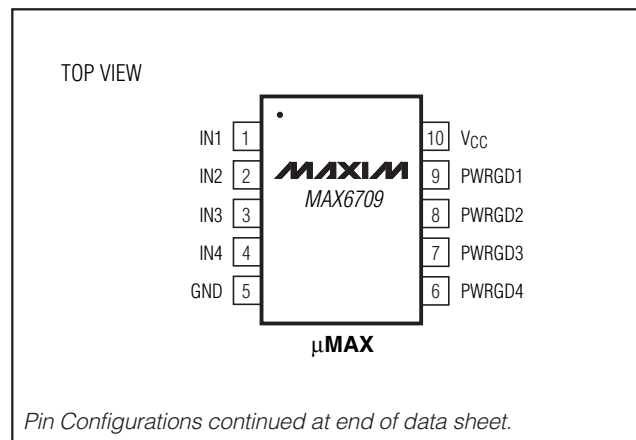 TOP VIEW
IN1 1 10 VCC
MAXIM
IN2 2 9 PWRGD1
MAX6709
IN3 3 8 PWRGD2
IN4 4 7 PWRGD3
GND 5 6 PWRGD4
μMAX
Pin Configurations continued at end of data sheet.